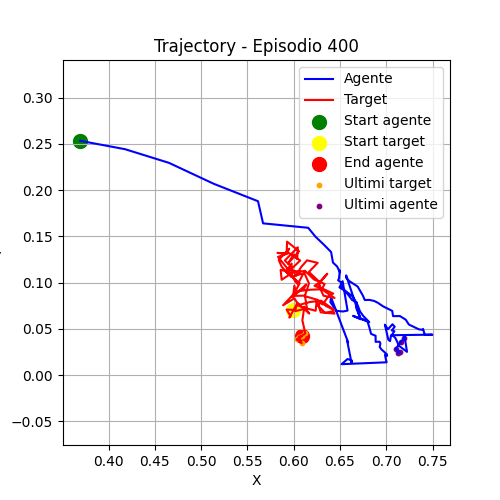 Trajectory - Episodio 400
Agente
Target
Start agente
Start target
End agente
Ultimi target
Ultimi agente
0.30
0.25
0.20
0.15
0.10
0.05
0.00
−0.05
0.40 0.45 0.50 0.55 0.60 0.65 0.70 0.75
X